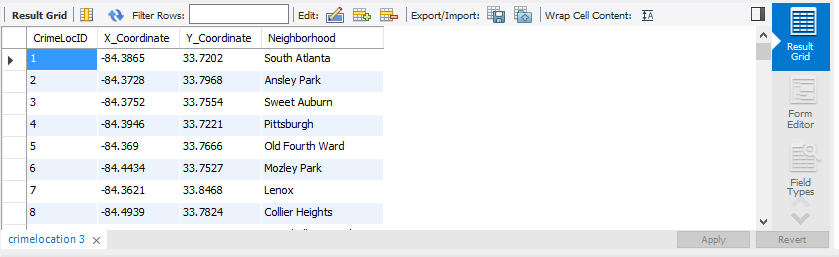 Result Grid Filter Rows: Edit: Export/Import: Wrap Cell Content:
CrimeLocID X_Coordinate Y_Coordinate Neighborhood
1 -84.3865 33.7202 South Atlanta
2 -84.3728 33.7968 Ansley Park
3 -84.3752 33.7554 Sweet Auburn
4 -84.3946 33.7221 Pittsburgh
5 -84.369 33.7666 Old Fourth Ward
6 -84.4434 33.7527 Mozley Park
7 -84.3621 33.8468 Lenox
8 -84.4939 33.7824 Collier Heights
Result
Grid
Form
Editor
Field
Types
crimelocation 3 Apply Revert